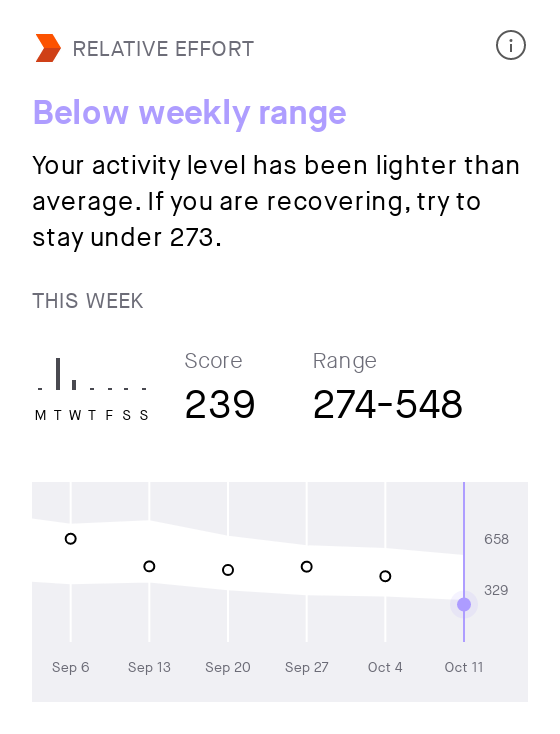 RELATIVE EFFORT
Below weekly range
Your activity level has been lighter than
average. If you are recovering, try to
stay under 273.
THIS WEEK
Score Range
239 274-548
M T W T F S S
658
329
Sep 6 Sep 13 Sep 20 Sep 27 Oct 4 Oct 11